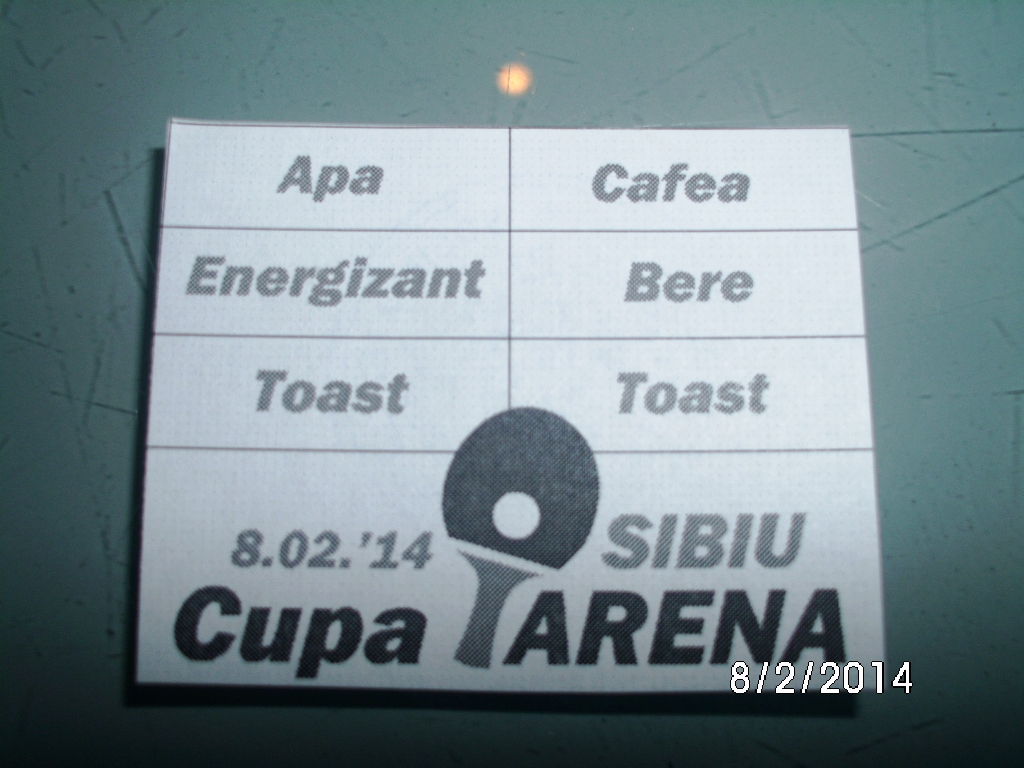 Apa Cafea
Energizant Bere
Toast Toast
8.02.'14 SIBIU
Cupa ARENA
8/2/2014